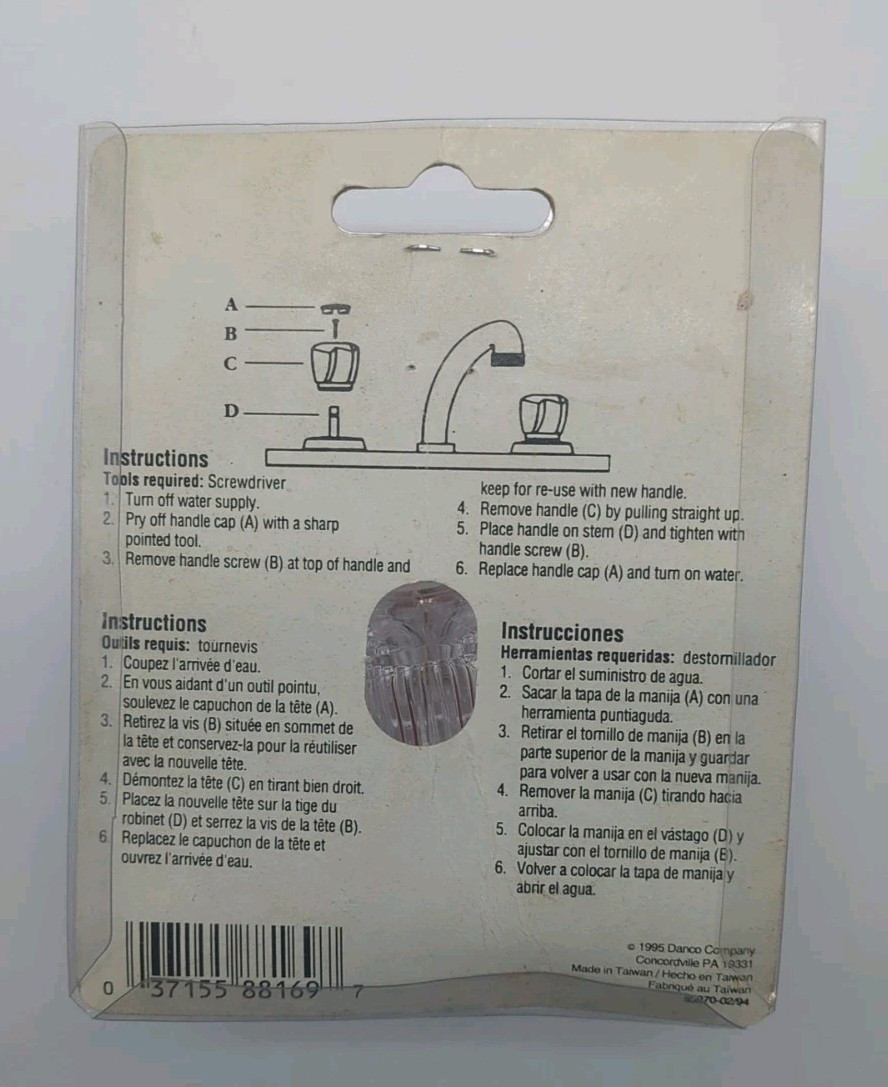 A
B
C
D
Instructions
Tools required: Screwdriver
1. Turn off water supply.
2. Pry off handle cap (A) with a sharp
pointed tool.
3. Remove handle screw (B) at top of handle and
keep for re-use with new handle.
4. Remove handle (C) by pulling straight up.
5. Place handle on stem (D) and tighten with
handle screw (B).
6. Replace handle cap (A) and turn on water.
Instructions
Outils requis: tournevis
1. Coupez l'arrivée d'eau.
2. En vous aidant d'un outil pointu,
soulevez le capuchon de la tête (A).
3. Retirez la vis (B) située en sommet de
la tête et conservez-la pour la réutiliser
avec la nouvelle tête.
4. Démontez la tête (C) en tirant bien droit.
5. Placez la nouvelle tête sur la tige du
robinet (D) et serrez la vis de la tête (B).
6 Replacez le capuchon de la tête et
ouvrez l'arrivée d'eau.
Instrucciones
Herramientas requeridas: destornillador
1. Cortar el suministro de agua.
2. Sacar la tapa de la manija (A) con una
herramienta puntiaguda.
3. Retirar el tornillo de manija (B) en la
parte superior de la manija y guardar
para volver a usar con la nueva manija.
4. Remover la manija (C) tirando hacia
arriba.
5. Colocar la manija en el vástago (D) y
ajustar con el tornillo de manija (B).
6. Volver a colocar la tapa de manija y
abrir el agua.
0 37155 88169 7
© 1995 Danco Company
Concordville PA 19331
Made in Taiwan / Hecho en Taiwan
Fabriqué au Taiwan